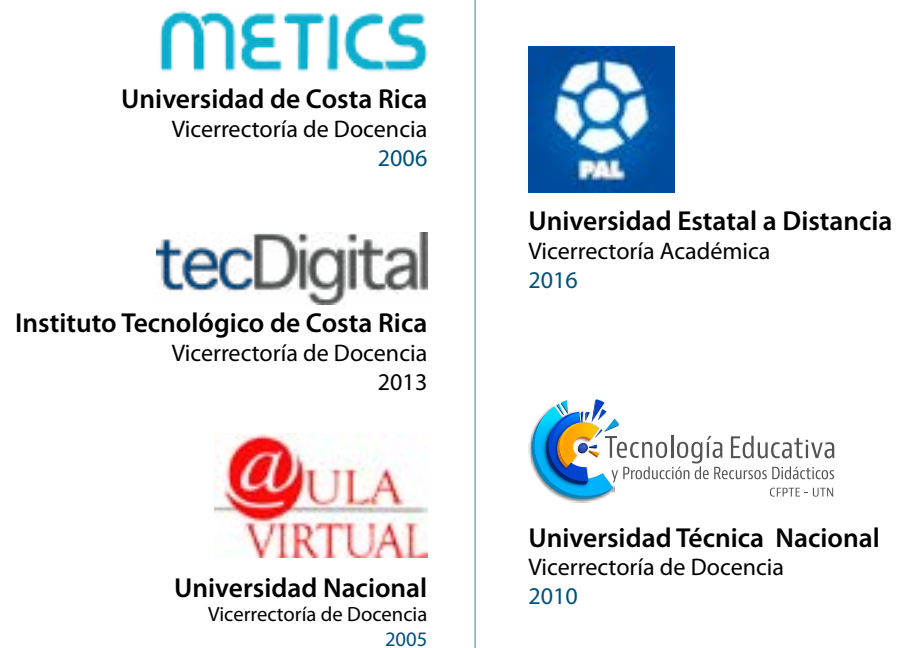 METICS
Universidad de Costa Rica
Vicerrectoría de Docencia
2006
tecDigital
Instituto Tecnológico de Costa Rica
Vicerrectoría de Docencia
2013
@ULA
VIRTUAL
Universidad Nacional
Vicerrectoría de Docencia
2005
PAL
Universidad Estatal a Distancia
Vicerrectoría Académica
2016
Tecnología Educativa
y Producción de Recursos Didácticos
CFPTE - UTN
Universidad Técnica Nacional
Vicerrectoría de Docencia
2010